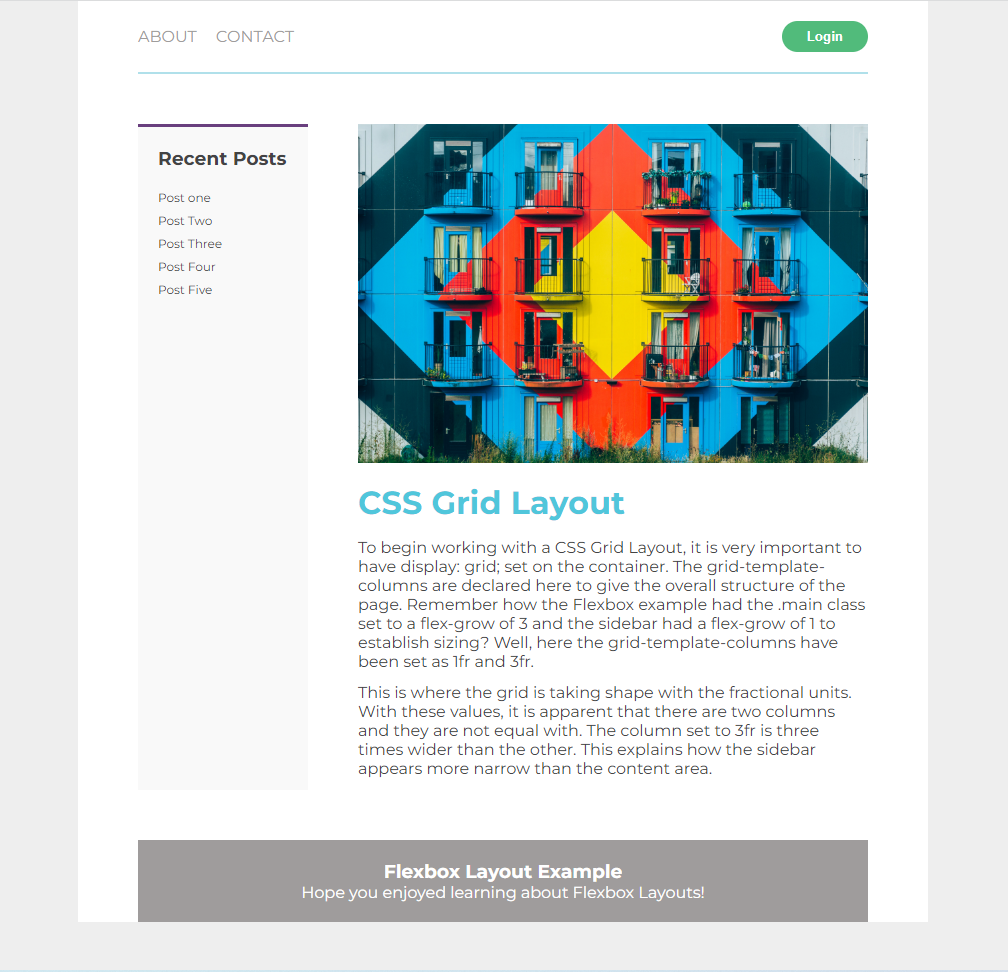 ABOUT CONTACT Login
Recent Posts
Post one
Post Two
Post Three
Post Four
Post Five
CSS Grid Layout
To begin working with a CSS Grid Layout, it is very important to
have display: grid; set on the container. The grid-template-
columns are declared here to give the overall structure of the
page. Remember how the Flexbox example had the .main class
set to a flex-grow of 3 and the sidebar had a flex-grow of 1 to
establish sizing? Well, here the grid-template-columns have
been set as 1fr and 3fr.
This is where the grid is taking shape with the fractional units.
With these values, it is apparent that there are two columns
and they are not equal with. The column set to 3fr is three
times wider than the other. This explains how the sidebar
appears more narrow than the content area.
Flexbox Layout Example
Hope you enjoyed learning about Flexbox Layouts!